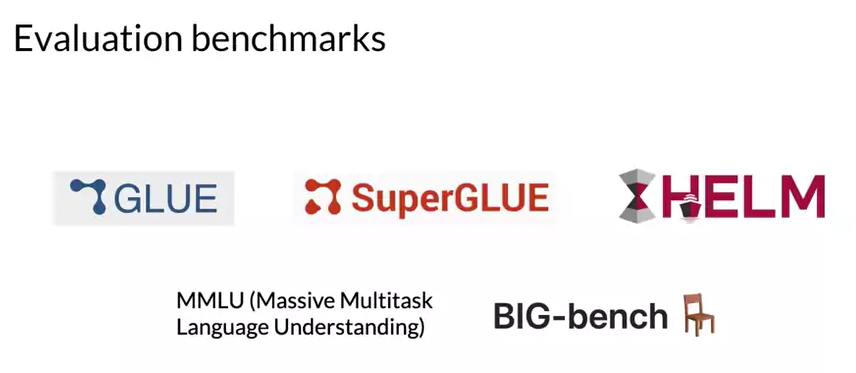 Evaluation benchmarks
GLUE
SuperGLUE
HELM
MMLU (Massive Multitask
Language Understanding)
BIG-bench